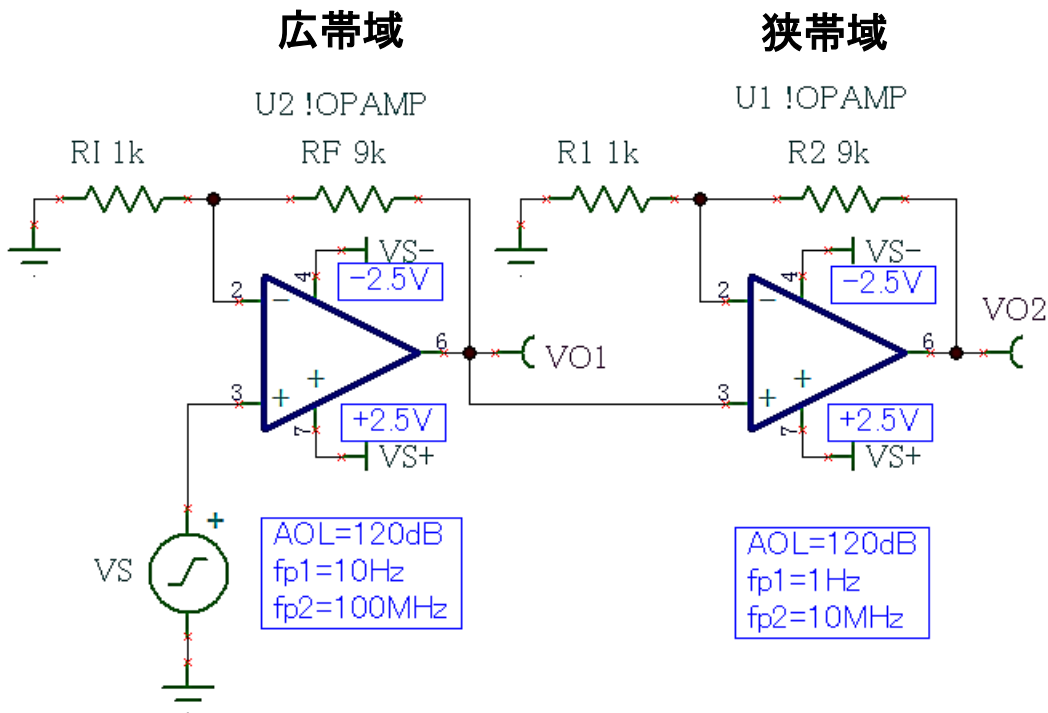 広帯域
狭帯域
U2 !OPAMP
U1 !OPAMP
RI 1k
RF 9k
R1 1k
R2 9k
VS-
-2.5V
4
2
-
6
VO1
3
+
+
7
+2.5V
VS+
VS-
-2.5V
4
2
-
6
VO2
3
+
+
7
+2.5V
VS+
+
VS
AOL=120dB
fp1=10Hz
fp2=100MHz
AOL=120dB
fp1=1Hz
fp2=10MHz